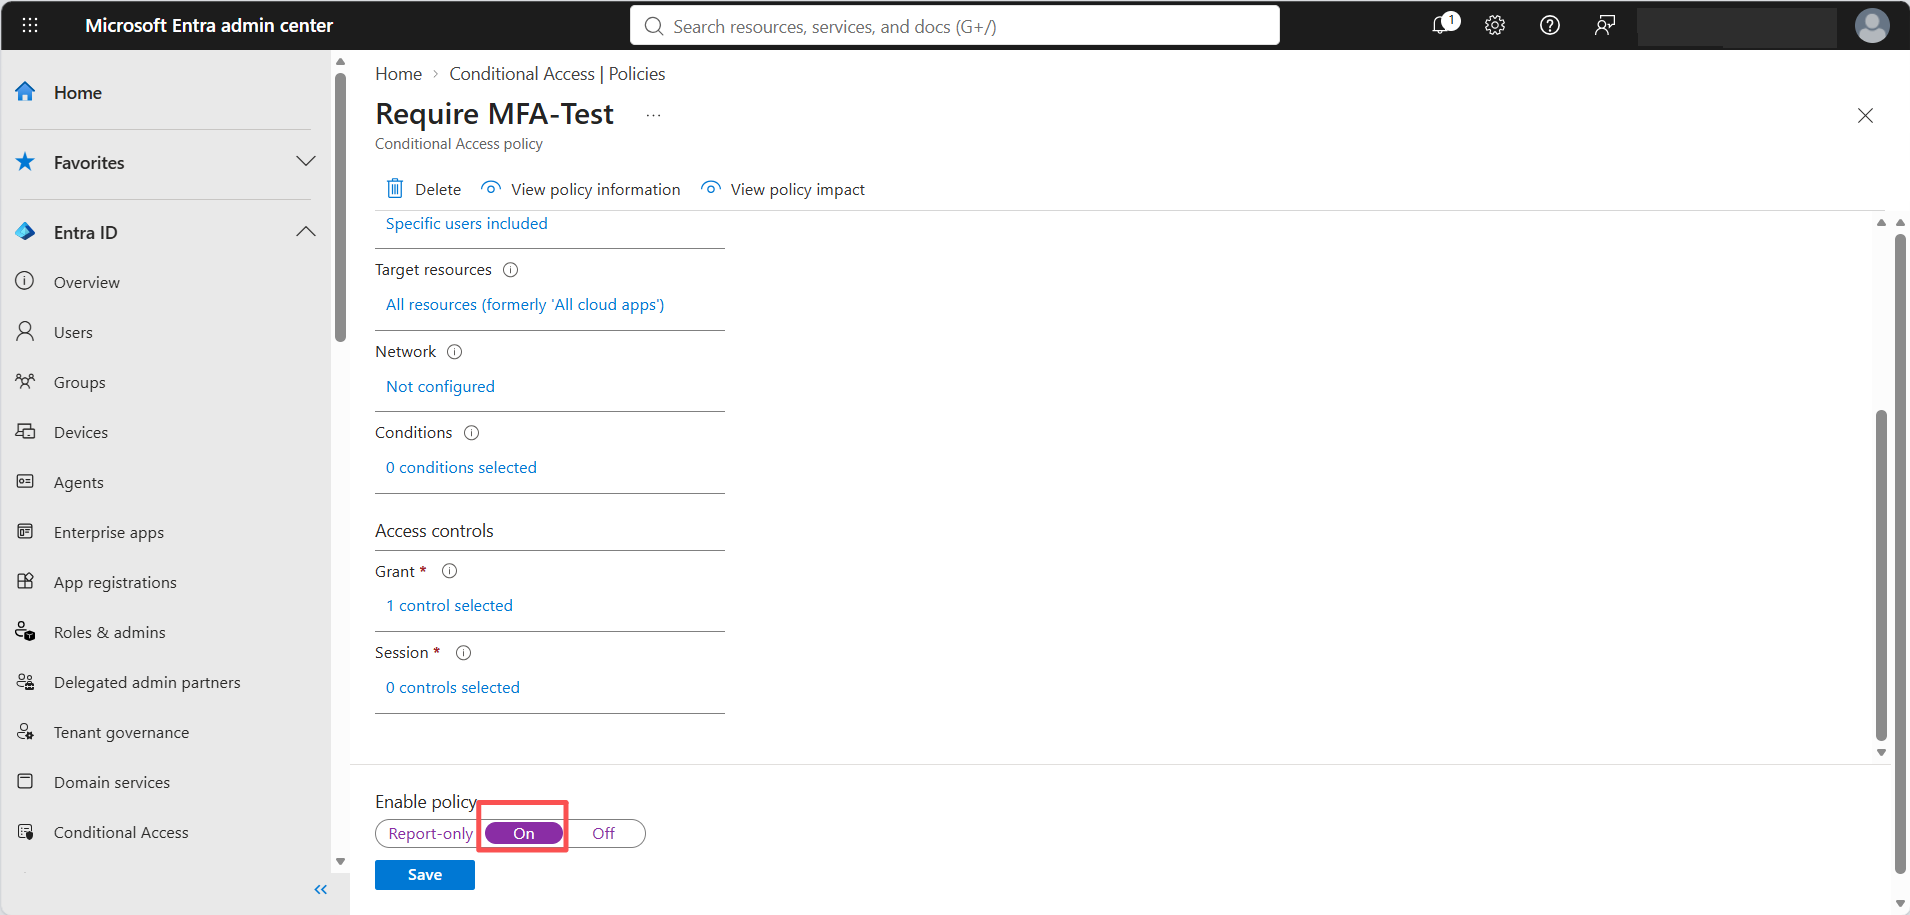 Microsoft Entra admin center
Search resources, services, and docs (G+/)
1
Home
Favorites
Entra ID
Overview
Users
Groups
Devices
Agents
Enterprise apps
App registrations
Roles & admins
Delegated admin partners
Tenant governance
Domain services
Conditional Access
Home > Conditional Access | Policies
Require MFA-Test ...
Conditional Access policy
Delete View policy information View policy impact
Specific users included
Target resources
All resources (formerly 'All cloud apps')
Network
Not configured
Conditions
0 conditions selected
Access controls
Grant *
1 control selected
Session *
0 controls selected
Enable policy
Report-only On Off
Save